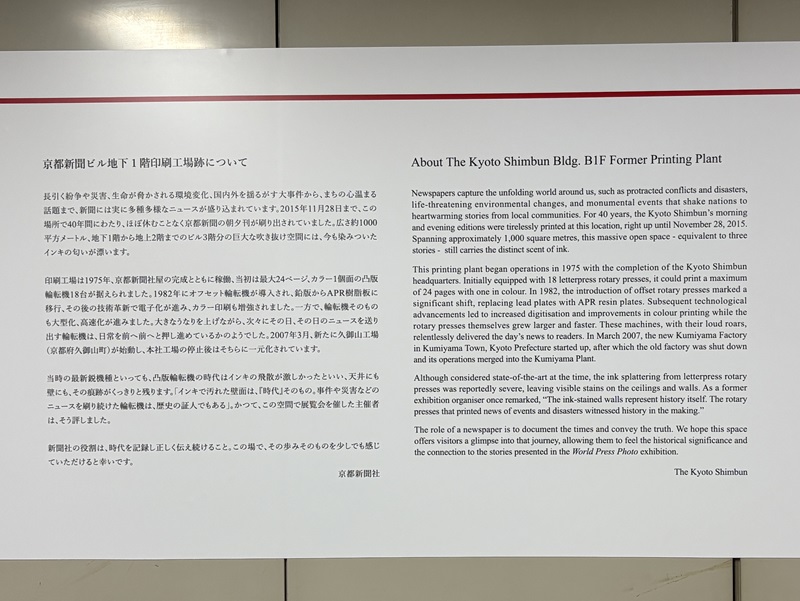 京都新聞ビル地下1階印刷工場跡について
長引く紛争や災害、生命が脅かされる環境変化、国内外を揺るがす大事件から、まちの心温まる
話題まで、新聞には実に多種多様なニュースが盛り込まれています。2015年11月28日まで、この
場所で40年間にわたり、ほぼ休むことなく京都新聞の朝夕刊が刷り出されていました。広さ約1000
平方メートル、地下1階から地上2階までのビル3階分の巨大な吹き抜け空間には、今も染みついた
インキの匂いが漂います。
印刷工場は1975年、京都新聞社屋の完成とともに稼働、当初は最大24ページ、カラー1個面の凸版
輪転機18台が据えられました。1982年にオフセット輪転機が導入され、鉛版からAPR樹脂板に
移行、その後の技術革新で電子化が進み、カラー印刷も増強されました。一方で、輪転機そのもの
も大型化、高速化が進みました。大きなうなりを上げながら、次々にその日、その日のニュースを送り
出す輪転機は、日常を前へ前へと押し進めているかのようでした。2007年3月、新たに久御山工場
(京都府久御山町)が始動し、本社工場の停止後はそちらに一元化されています。
当時の最新鋭機種といっても、凸版輪転機の時代はインキの飛散が激しかったといい、天井にも
壁にも、その痕跡がくっきりと残ります。「インキで汚れた壁面は、『時代』そのもの。事件や災害などの
ニュースを刷り続けた輪転機は、歴史の証人でもある」。かつて、この空間で展覧会を催した主催者
は、そう評しました。
新聞社の役割は、時代を記録し正しく伝え続けること。この場で、その歩みそのものを少しでも感じ
ていただけると幸いです。
京都新聞社
About The Kyoto Shimbun Bldg. B1F Former Printing Plant
Newspapers capture the unfolding world around us, such as protracted conflicts and disasters,
life-threatening environmental changes, and monumental events that shake nations to
heartwarming stories from local communities. For 40 years, the Kyoto Shimbun's morning
and evening editions were tirelessly printed at this location, right up until November 28, 2015.
Spanning approximately 1,000 square metres, this massive open space - equivalent to three
stories - still carries the distinct scent of ink.
This printing plant began operations in 1975 with the completion of the Kyoto Shimbun
headquarters. Initially equipped with 18 letterpress rotary presses, it could print a maximum
of 24 pages with one in colour. In 1982, the introduction of offset rotary presses marked a
significant shift, replacing lead plates with APR resin plates. Subsequent technological
advancements led to increased digitisation and improvements in colour printing while the
rotary presses themselves grew larger and faster. These machines, with their loud roars,
relentlessly delivered the day's news to readers. In March 2007, the new Kumiyama Factory
in Kumiyama Town, Kyoto Prefecture started up, after which the old factory was shut down
and its operations merged into the Kumiyama Plant.
Although considered state-of-the-art at the time, the ink splattering from letterpress rotary
presses was reportedly severe, leaving visible stains on the ceilings and walls. As a former
exhibition organiser once remarked, "The ink-stained walls represent history itself. The rotary
presses that printed news of events and disasters witnessed history in the making."
The role of a newspaper is to document the times and convey the truth. We hope this space
offers visitors a glimpse into that journey, allowing them to feel the historical significance and
the connection to the stories presented in the World Press Photo exhibition.
The Kyoto Shimbun